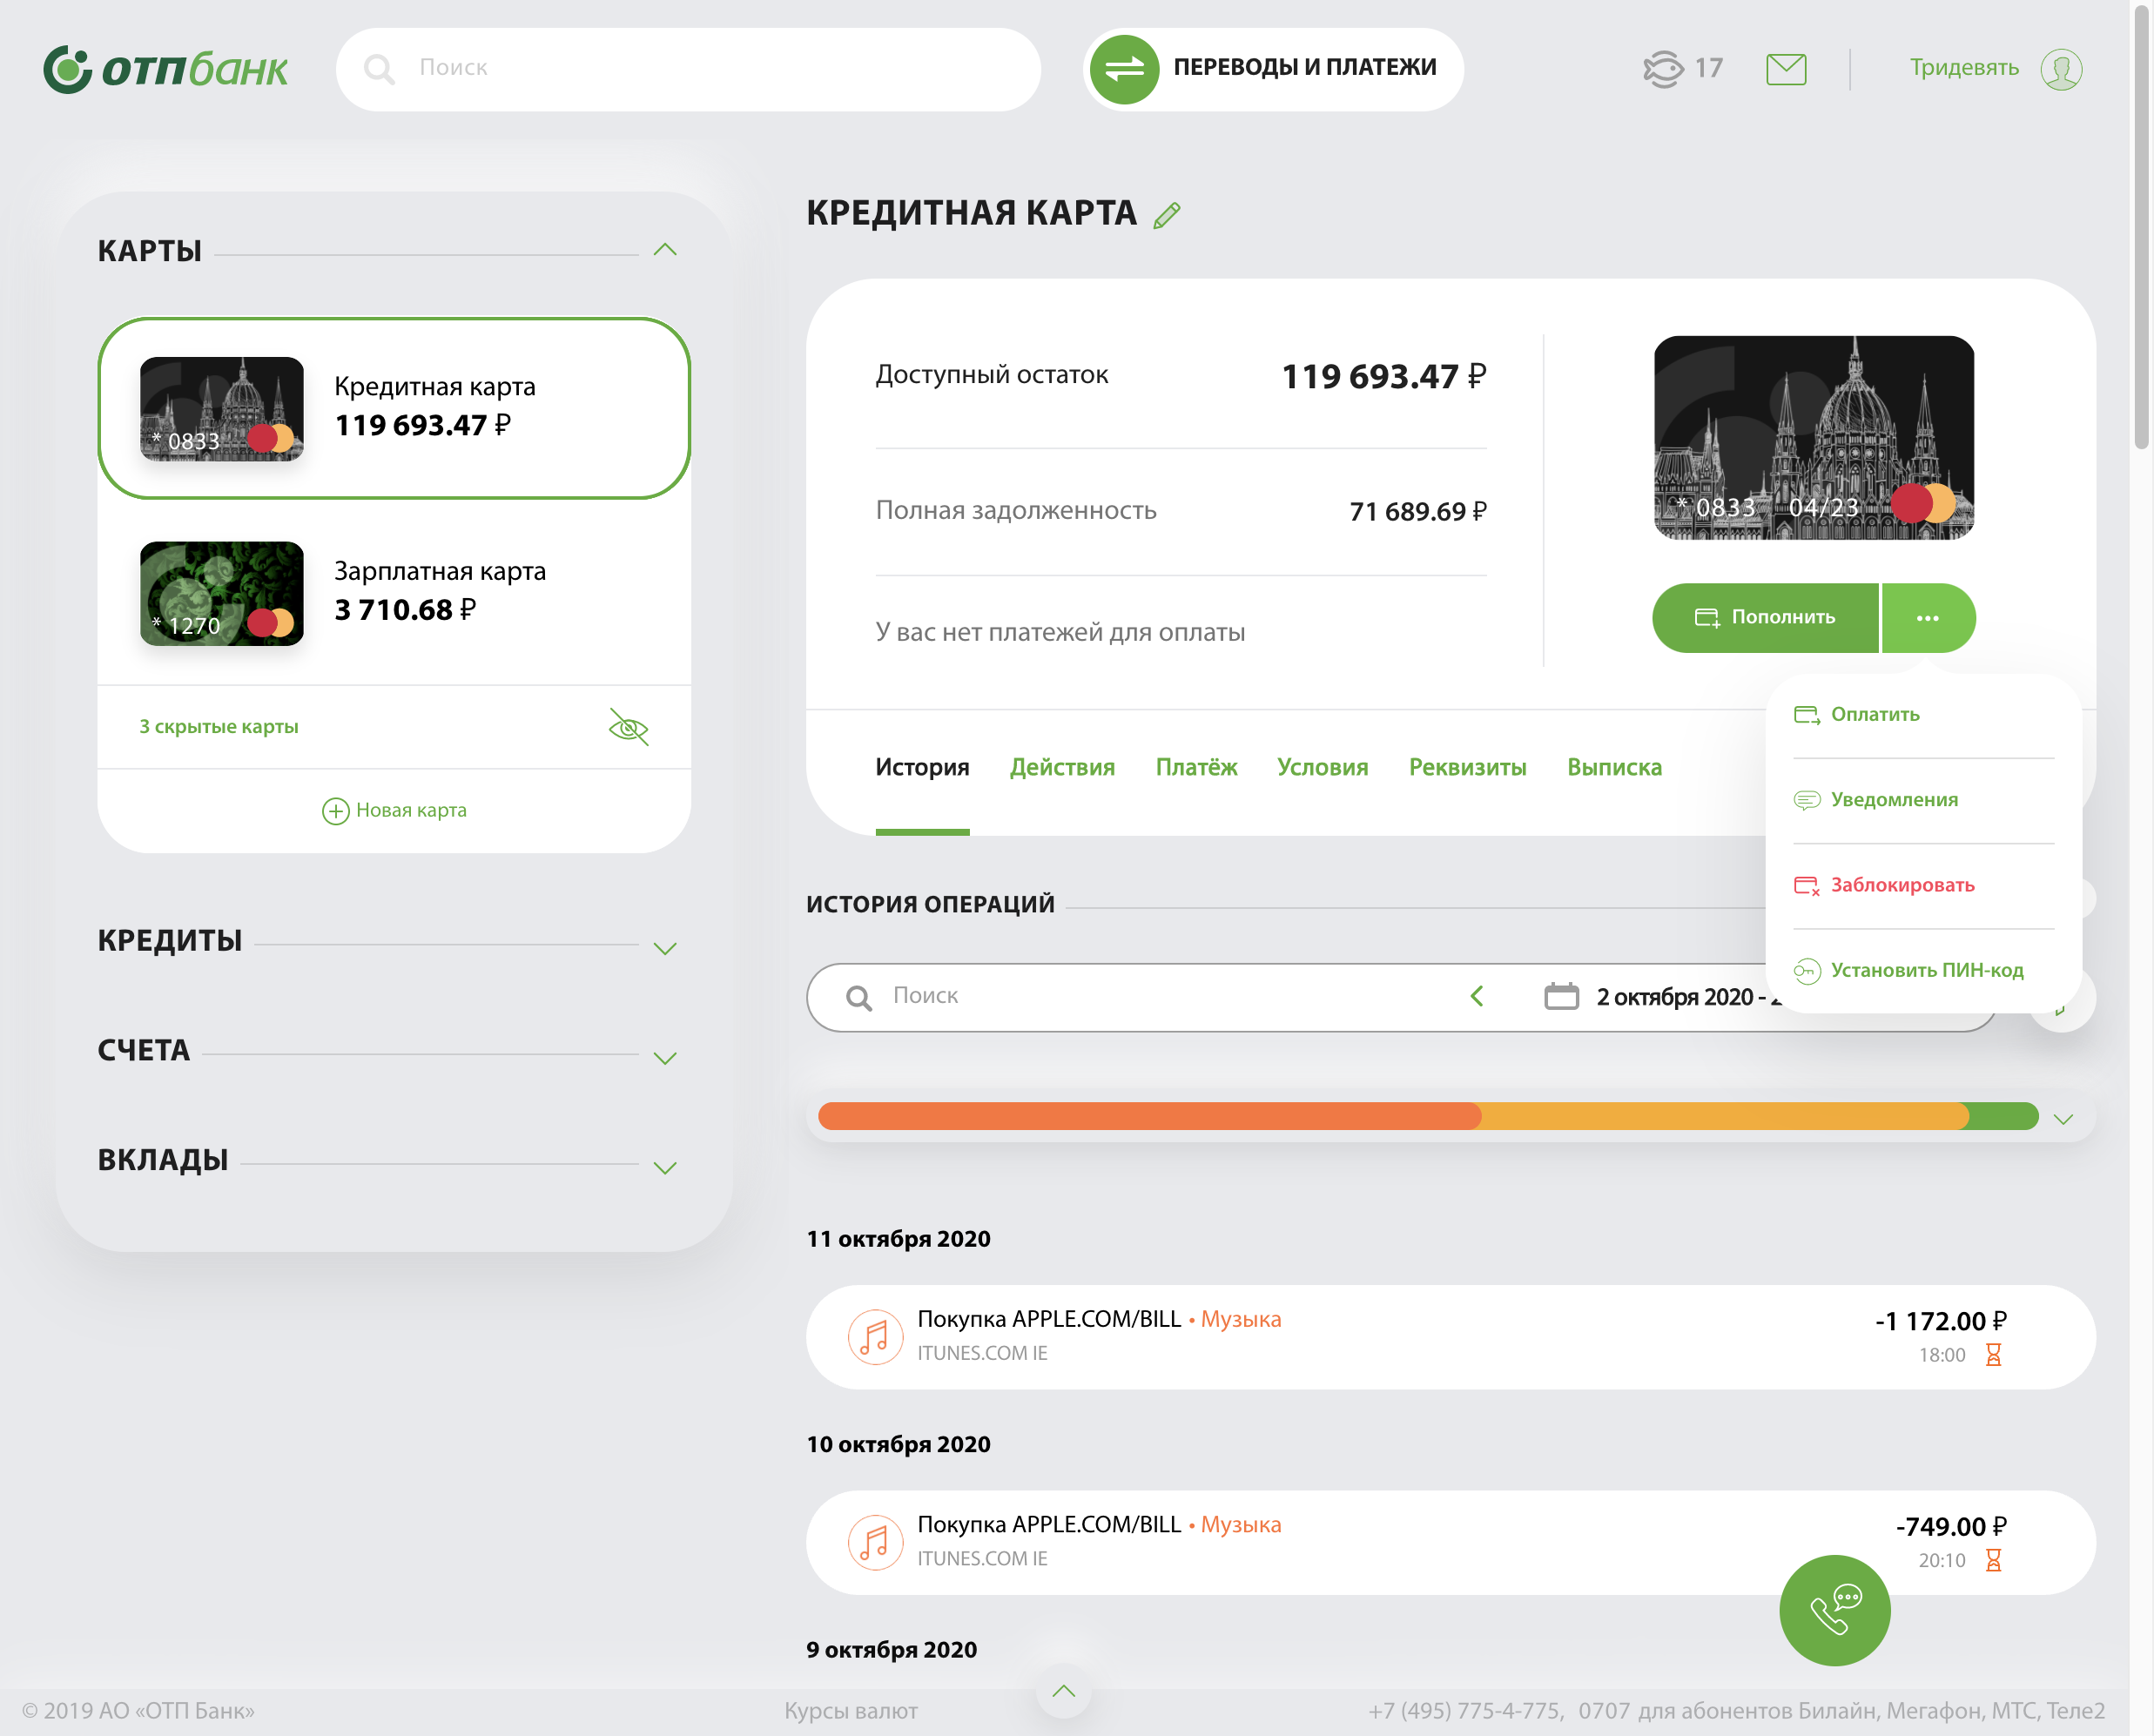 отпбанк
Поиск
ПЕРЕВОДЫ И ПЛАТЕЖИ
17
Тридевять
КАРТЫ
* 0833
Кредитная карта
119 693.47 ₽
* 1270
Зарплатная карта
3 710.68 ₽
3 скрытые карты
Новая карта
КРЕДИТЫ
СЧЕТА
ВКЛАДЫ
КРЕДИТНАЯ КАРТА
Доступный остаток 119 693.47 ₽
Полная задолженность 71 689.69 ₽
У вас нет платежей для оплаты
* 0833 04/23
Пополнить
Оплатить
Уведомления
Заблокировать
Установить ПИН-код
История Действия Платёж Условия Реквизиты Выписка
ИСТОРИЯ ОПЕРАЦИЙ
Поиск
2 октября 2020 -
11 октября 2020
Покупка APPLE.COM/BILL • Музыка -1 172.00 ₽
ITUNES.COM IE 18:00
10 октября 2020
Покупка APPLE.COM/BILL • Музыка -749.00 ₽
ITUNES.COM IE 20:10
9 октября 2020
© 2019 АО «ОТП Банк» Курсы валют +7 (495) 775-4-775, 0707 для абонентов Билайн, Мегафон, МТС, Теле2